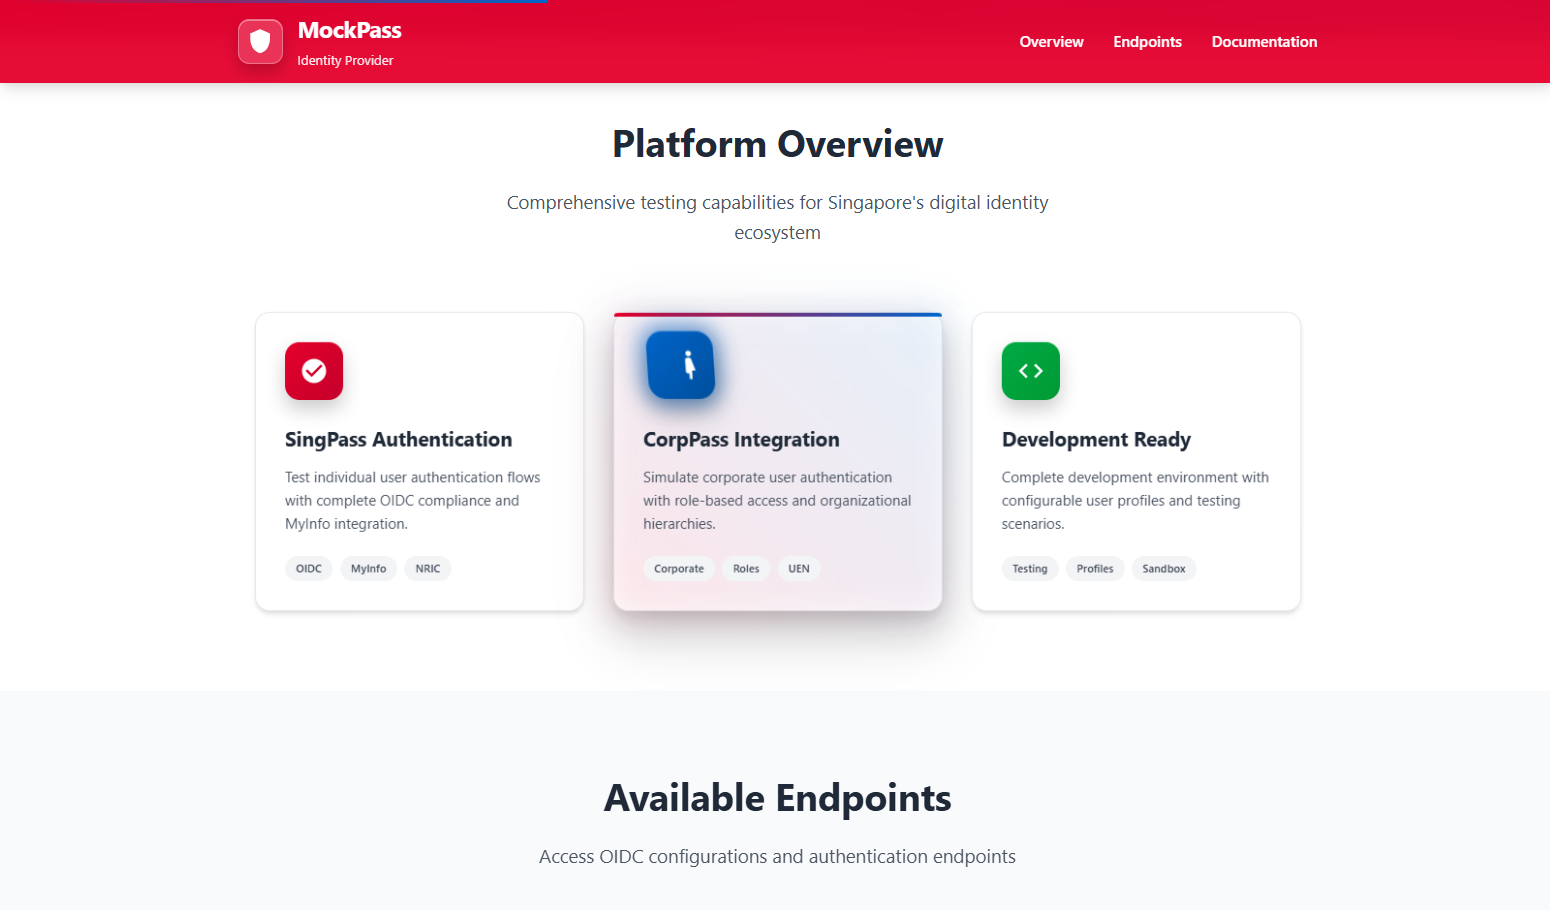 MockPass
Identity Provider
Overview
Endpoints
Documentation
Platform Overview
Comprehensive testing capabilities for Singapore's digital identity
ecosystem
SingPass Authentication
Test individual user authentication flows
with complete OIDC compliance and
MyInfo integration.
OIDC
MyInfo
NRIC
CorpPass Integration
Simulate corporate user authentication
with role-based access and organizational
hierarchies.
Corporate
Roles
UEN
Development Ready
Complete development environment with
configurable user profiles and testing
scenarios.
Testing
Profiles
Sandbox
Available Endpoints
Access OIDC configurations and authentication endpoints